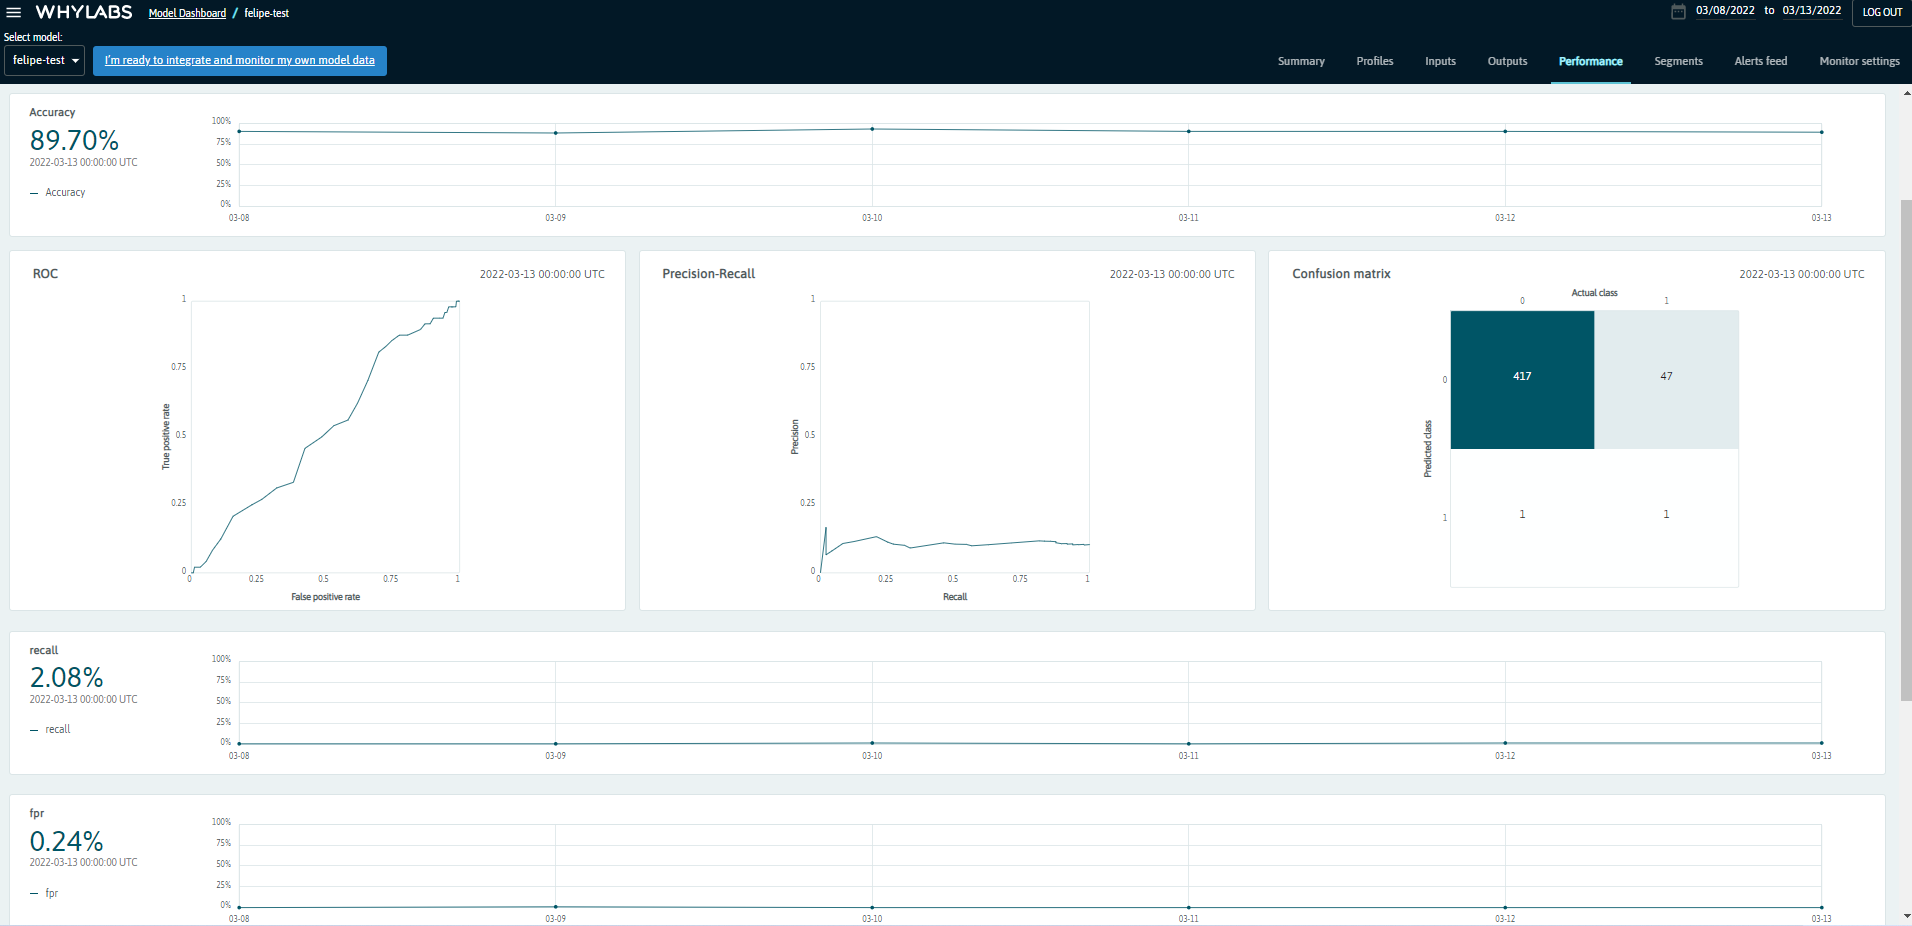 WHYLABS Model Dashboard / felipe-test 03/08/2022 to 03/13/2022 LOG OUT
Select model:
felipe-test I'm ready to integrate and monitor my own model data Summary Profiles Inputs Outputs Performance Segments Alerts feed Monitor settings
Accuracy
89.70%
2022-03-13 00:00:00 UTC
Accuracy
100%
75%
50%
25%
0%
03-08 03-09 03-10 03-11 03-12 03-13
ROC 2022-03-13 00:00:00 UTC
1
0.75
0.5
0.25
0
True positive rate
0 0.25 0.5 0.75 1
False positive rate
Precision-Recall 2022-03-13 00:00:00 UTC
1
0.75
0.5
0.25
0
Precision
0 0.25 0.5 0.75 1
Recall
Confusion matrix 2022-03-13 00:00:00 UTC
Actual class
0 1
0 417 47
Predicted class
1 1 1
recall
2.08%
2022-03-13 00:00:00 UTC
recall
100%
75%
50%
25%
0%
03-08 03-09 03-10 03-11 03-12 03-13
fpr
0.24%
2022-03-13 00:00:00 UTC
fpr
100%
75%
50%
25%
0%
03-08 03-09 03-10 03-11 03-12 03-13